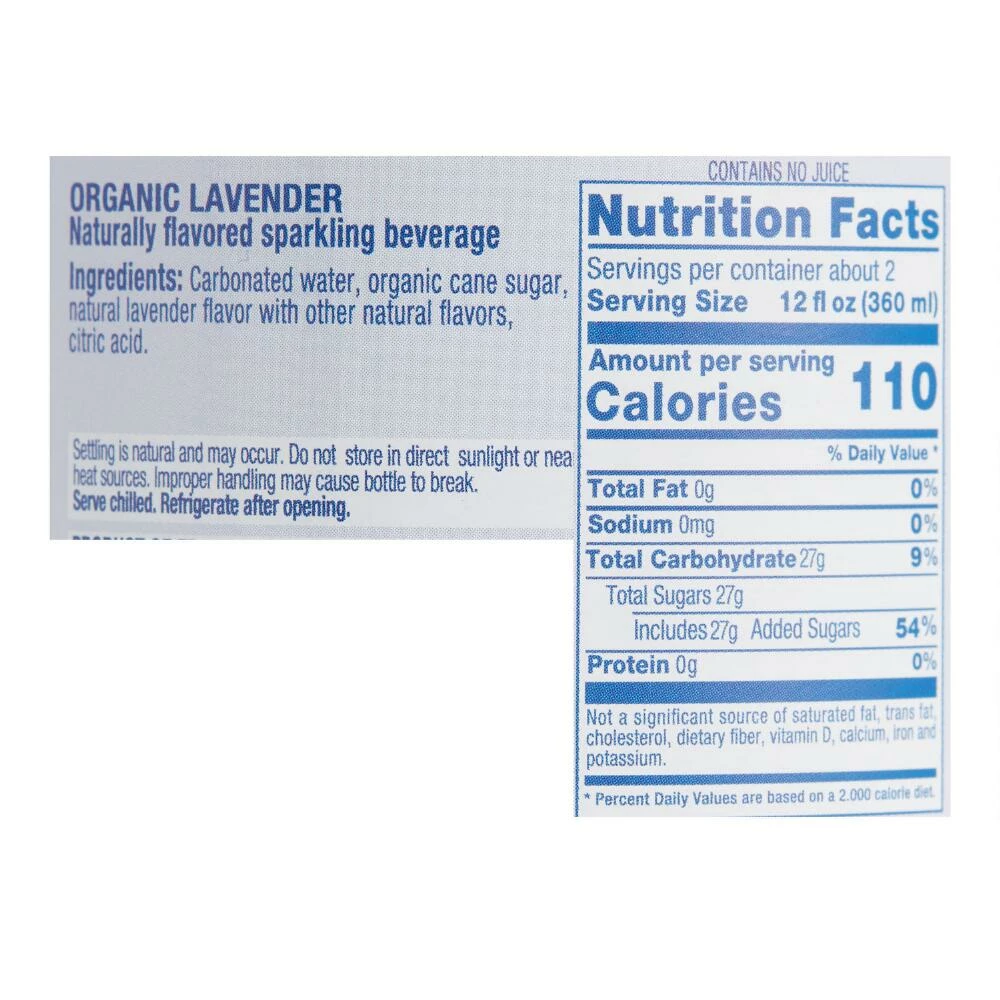 ORGANIC LAVENDER
Naturally flavored sparkling beverage
Ingredients: Carbonated water, organic cane sugar,
natural lavender flavor with other natural flavors,
citric acid.
Settling is natural and may occur. Do not store in direct sunlight or nea
heat sources. Improper handling may cause bottle to break.
Serve chilled. Refrigerate after opening.
CONTAINS NO JUICE
Nutrition Facts
Servings per container about 2
Serving Size 12 fl oz (360 ml)
Amount per serving
Calories 110
% Daily Value *
Total Fat 0g 0%
Sodium 0mg 0%
Total Carbohydrate 27g 9%
Total Sugars 27g
Includes 27g Added Sugars 54%
Protein 0g 0%
Not a significant source of saturated fat, trans fat,
cholesterol, dietary fiber, vitamin D, calcium, iron and
potassium.
* Percent Daily Values are based on a 2.000 calorie diet.